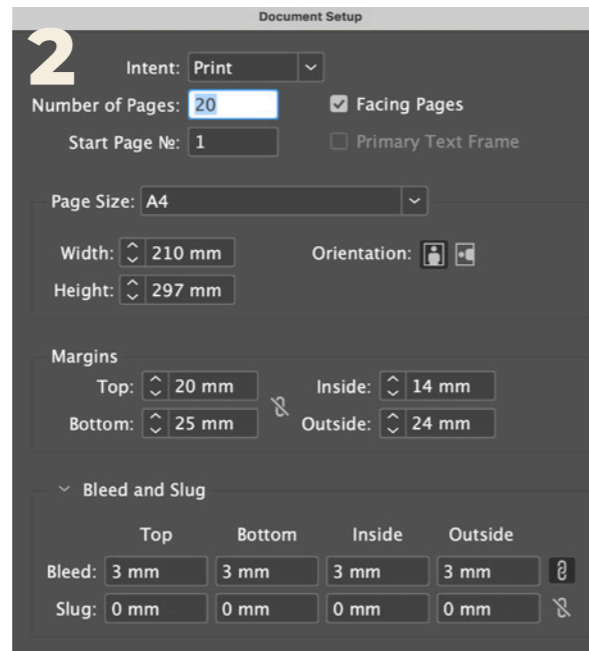 Document Setup
2
Intent: Print
Number of Pages: 20 Facing Pages
Start Page №: 1 Primary Text Frame
Page Size: A4
Width: 210 mm Orientation:
Height: 297 mm
Margins
Top: 20 mm Inside: 14 mm
Bottom: 25 mm Outside: 24 mm
Bleed and Slug
Top Bottom Inside Outside
Bleed: 3 mm 3 mm 3 mm 3 mm
Slug: 0 mm 0 mm 0 mm 0 mm